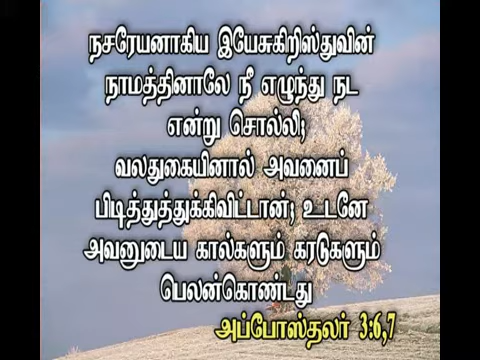 நசரேயனாகிய இயேசுகிறிஸ்துவின்
நாமத்தினாலே நீ எழுந்து நட
என்று சொல்லி;
வலதுகையினால் அவனைப்
பிடித்துத்துக்கிவிட்டான்; உடனே
அவனுடைய கால்களும் கரடுகளும்
பெலன்கொண்டது
அப்போஸ்தலர் 3:6,7